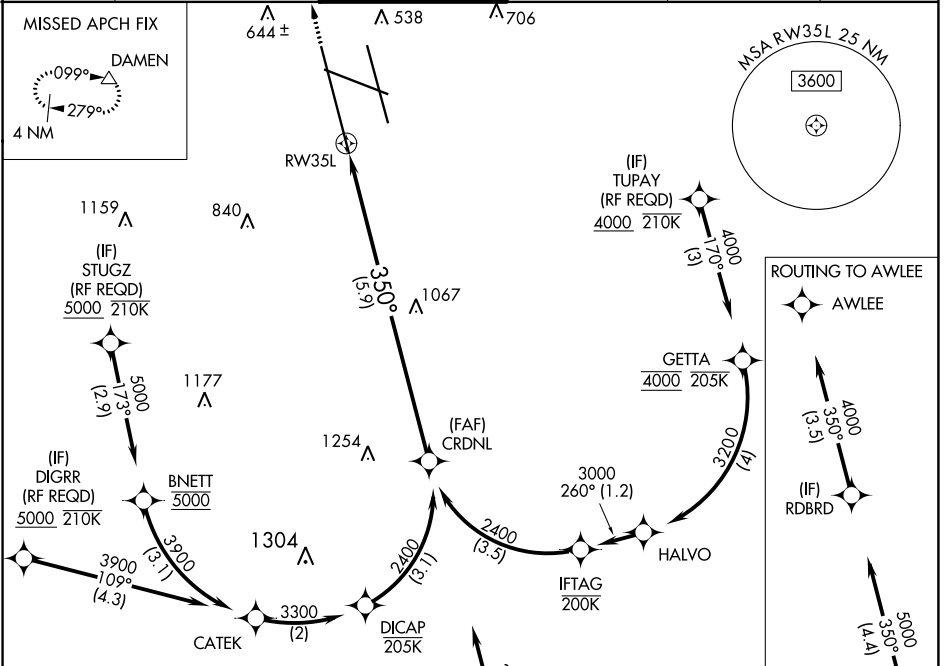 MISSED APCH FIX
DAMEN
099°
279°
4 NM
644 ±
538
706
MSA RW35L 25 NM
3600
RW35L
1159
840
(IF)
TUPAY
(RF REQD)
4000 210K
4000
170°
(3)
(IF)
STUGZ
(RF REQD)
5000 210K
5000
173°
(2.9)
350°
(5.9)
1067
1177
GETTA
4000 205K
3200
(4)
ROUTING TO AWLEE
AWLEE
4000
350°
(3.5)
(IF)
RDBRD
5000
350°
(4.4)
(FAF)
CRDNL
1254
(IF)
DIGRR
(RF REQD)
5000 210K
BNETT
5000
3900
(3.1)
3900
109°
(4.3)
1304
3000
260° (1.2)
2400
(3.5)
HALVO
IFTAG
200K
2400
(3.1)
CATEK
3300
(2)
DICAP
205K